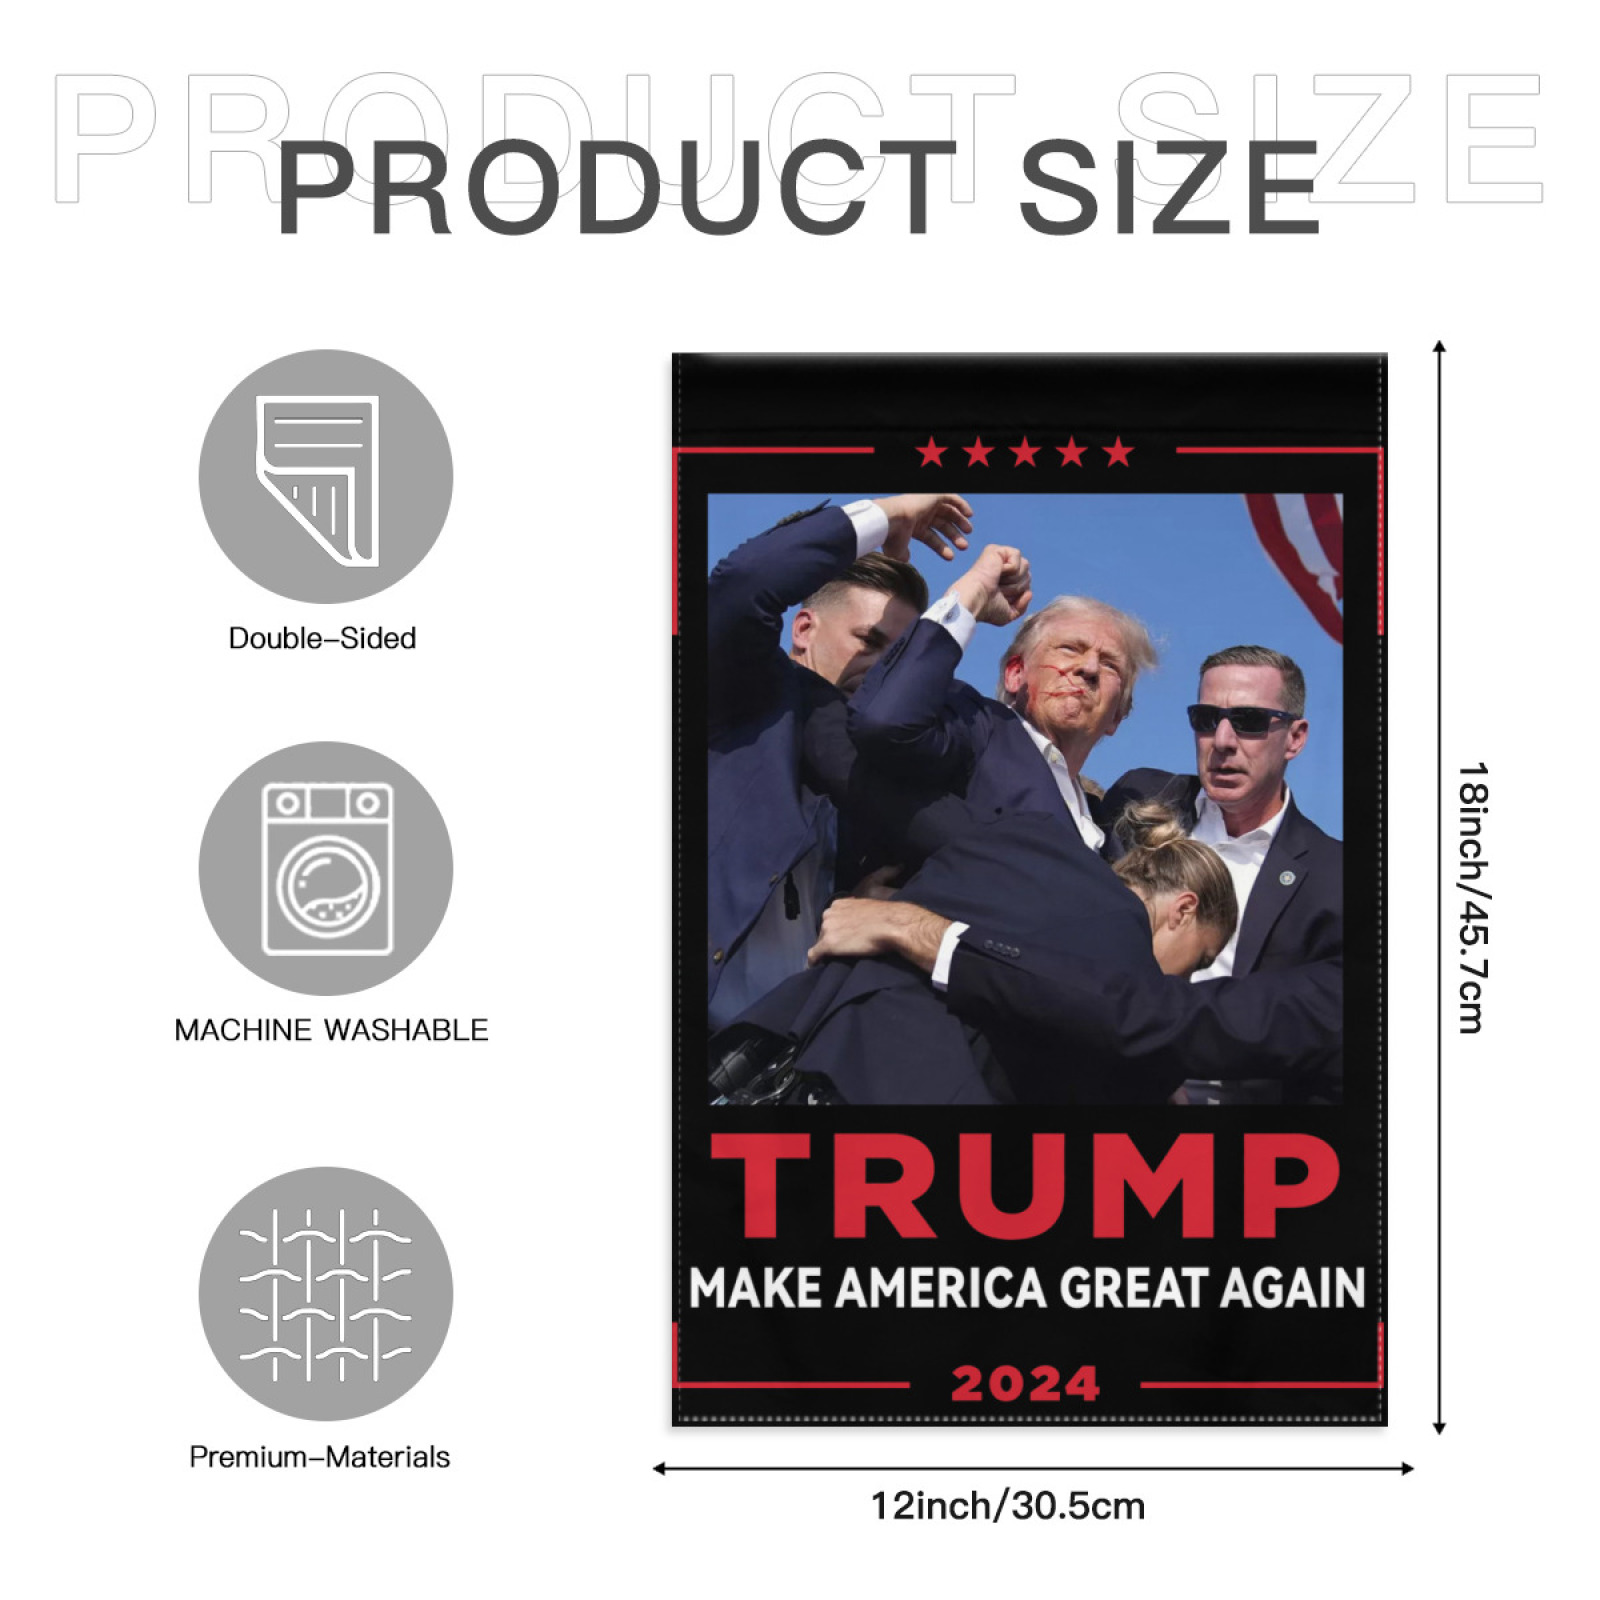 PRODUCT SIZE
PRODUCT SIZE
Double-Sided
MACHINE WASHABLE
Premium-Materials
TRUMP
MAKE AMERICA GREAT AGAIN
2024
18inch/45.7cm
12inch/30.5cm